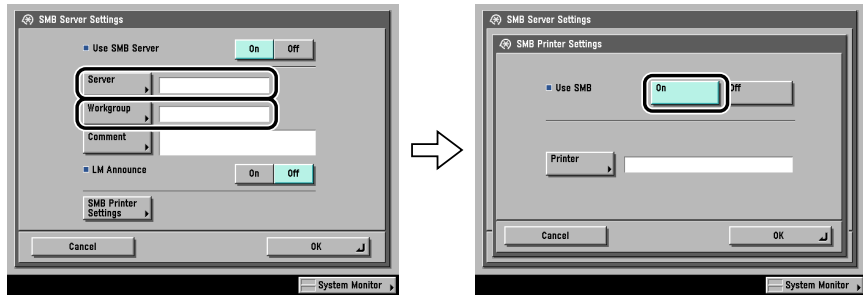 SMB Server Settings
Use SMB Server
On
Off
Server
Workgroup
Comment
LM Announce
On
Off
SMB Printer
Settings
Cancel
OK
System Monitor
SMB Server Settings
SMB Printer Settings
Use SMB
On
Off
Printer
Cancel
OK
System Monitor